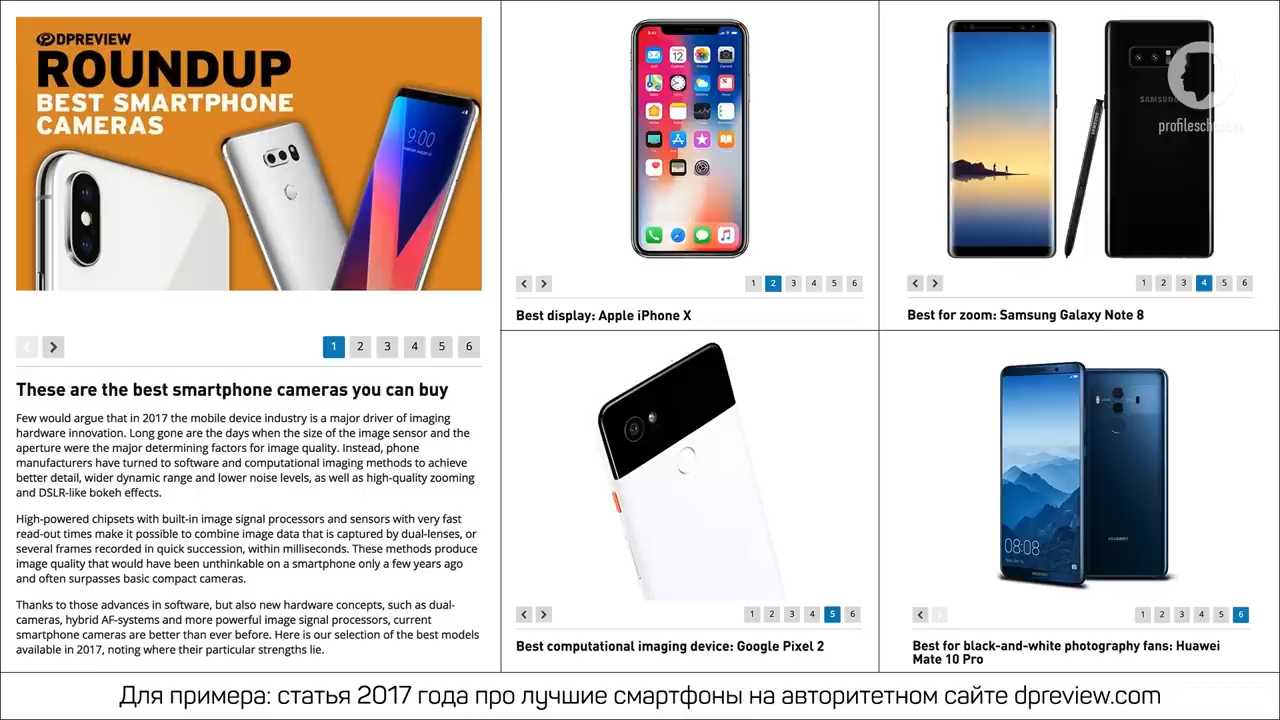 DPREVIEW
ROUNDUP
BEST SMARTPHONE
CAMERAS
9:00
1 2 3 4 5 6
These are the best smartphone cameras you can buy
Few would argue that in 2017 the mobile device industry is a major driver of imaging
hardware innovation. Long gone are the days when the size of the image sensor and the
aperture were the major determining factors for image quality. Instead, phone
manufacturers have turned to software and computational imaging methods to achieve
better detail, wider dynamic range and lower noise levels, as well as high-quality zooming
and DSLR-like bokeh effects.
High-powered chipsets with built-in image signal processors and sensors with very fast
read-out times make it possible to combine image data that is captured by dual-lenses, or
several frames recorded in quick succession, within milliseconds. These methods produce
image quality that would have been unthinkable on a smartphone only a few years ago
and often surpasses basic compact cameras.
Thanks to those advances in software, but also new hardware concepts, such as dual-
cameras, hybrid AF-systems and more powerful image signal processors, current
smartphone cameras are better than ever before. Here is our selection of the best models
available in 2017, noting where their particular strengths lie.
12
1 2 3 4 5 6
Best display: Apple iPhone X
SAMSUNG
SAMSUNG
profileschool.ru
1 2 3 4 5 6
Best for zoom: Samsung Galaxy Note 8
1 2 3 4 5 6
Best computational imaging device: Google Pixel 2
08:08
HUAWEI
1 2 3 4 5 6
Best for black-and-white photography fans: Huawei
Mate 10 Pro
Для примера: статья 2017 года про лучшие смартфоны на авторитетном сайте dpreview.com